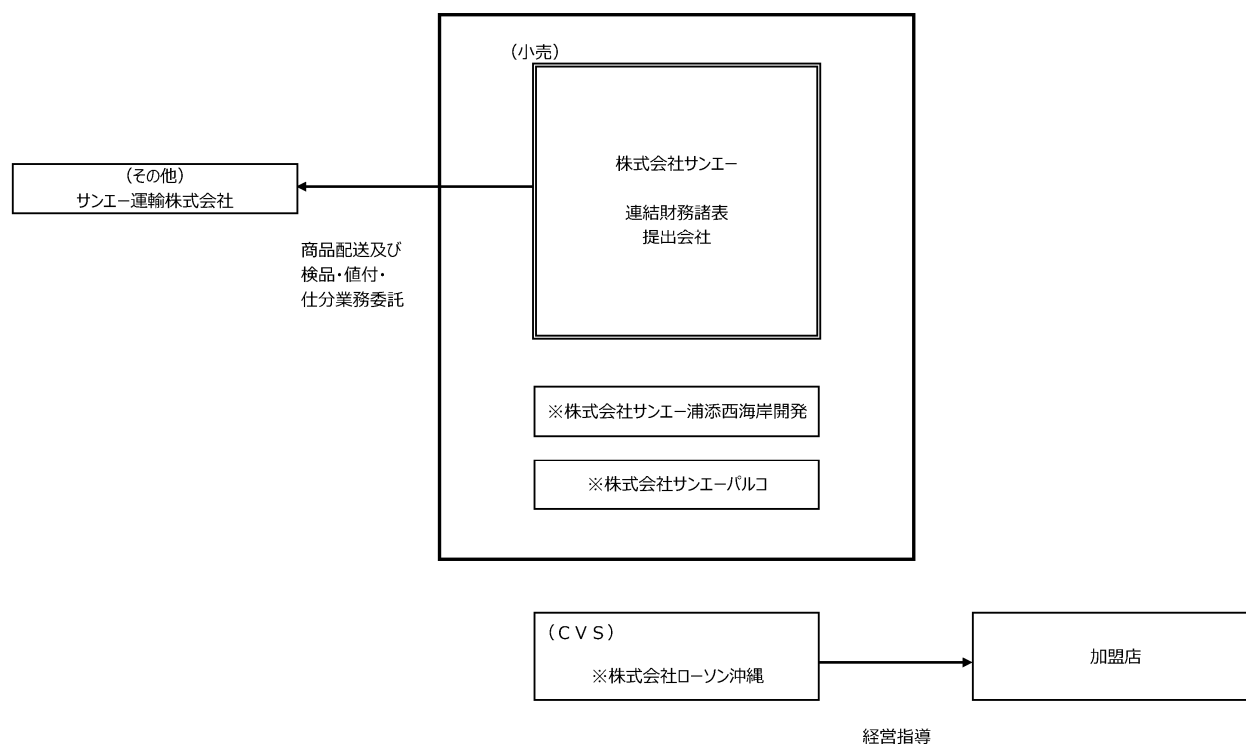 (小売)
株式会社サンエー
連結財務諸表
提出会社
(その他)
サンエー運輸株式会社
商品配送及び
検品・値付・
仕分業務委託
※株式会社サンエー浦添西海岸開発
※株式会社サンエーパルコ
(CVS)
※株式会社ローソン沖縄
加盟店
経営指導